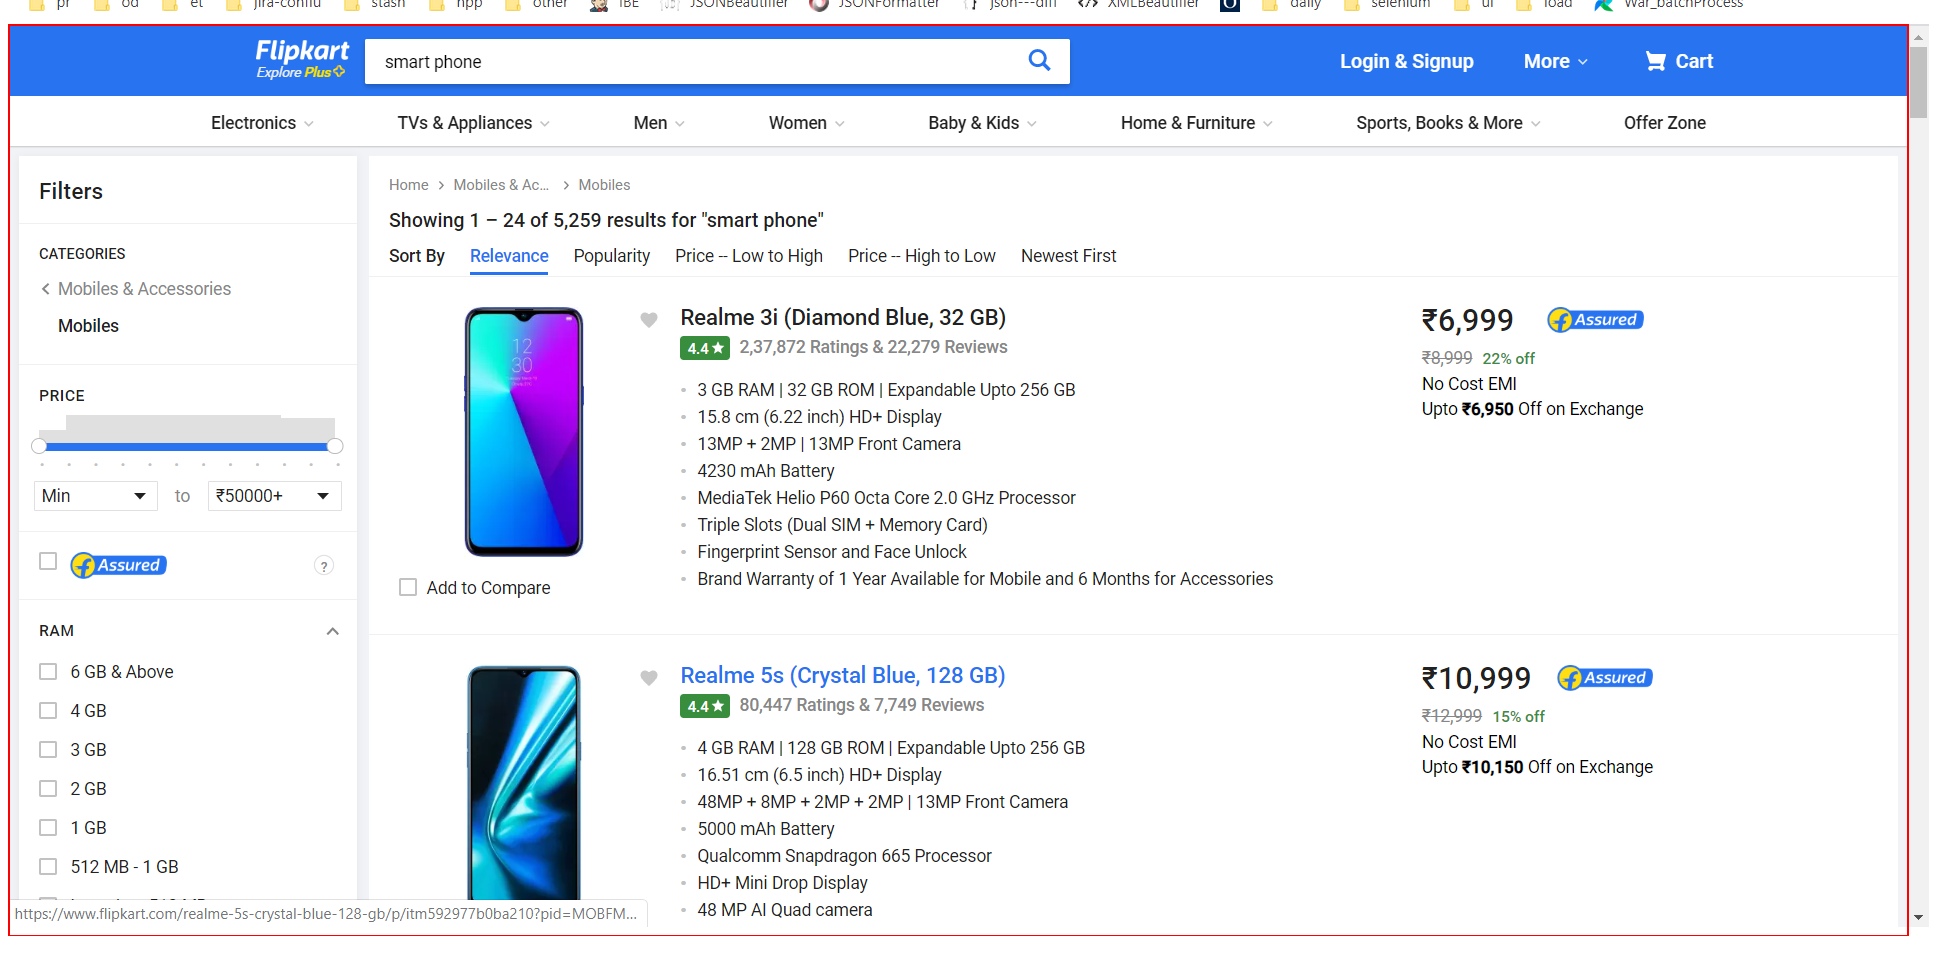 pr od et jira-conflu stash npp other IBE JSONBeautifier JSONFormatter json---diff XMLBeautifier daily selenium ui load War_batchProcess
Flipkart
Explore Plus
smart phone
Login & Signup More Cart
Electronics TVs & Appliances Men Women Baby & Kids Home & Furniture Sports, Books & More Offer Zone
Filters
CATEGORIES
Mobiles & Accessories
Mobiles
PRICE
Min to ₹50000+
f Assured ?
RAM
6 GB & Above
4 GB
3 GB
2 GB
1 GB
512 MB - 1 GB
Home > Mobiles & Ac... > Mobiles
Showing 1 – 24 of 5,259 results for "smart phone"
Sort By Relevance Popularity Price -- Low to High Price -- High to Low Newest First
12
30
Add to Compare
Realme 3i (Diamond Blue, 32 GB)
4.4★ 2,37,872 Ratings & 22,279 Reviews
3 GB RAM | 32 GB ROM | Expandable Upto 256 GB
15.8 cm (6.22 inch) HD+ Display
13MP + 2MP | 13MP Front Camera
4230 mAh Battery
MediaTek Helio P60 Octa Core 2.0 GHz Processor
Triple Slots (Dual SIM + Memory Card)
Fingerprint Sensor and Face Unlock
Brand Warranty of 1 Year Available for Mobile and 6 Months for Accessories
₹6,999 f Assured
₹8,999 22% off
No Cost EMI
Upto ₹6,950 Off on Exchange
Realme 5s (Crystal Blue, 128 GB)
4.4★ 80,447 Ratings & 7,749 Reviews
4 GB RAM | 128 GB ROM | Expandable Upto 256 GB
16.51 cm (6.5 inch) HD+ Display
48MP + 8MP + 2MP + 2MP | 13MP Front Camera
5000 mAh Battery
Qualcomm Snapdragon 665 Processor
HD+ Mini Drop Display
48 MP AI Quad camera
₹10,999 f Assured
₹12,999 15% off
No Cost EMI
Upto ₹10,150 Off on Exchange
https://www.flipkart.com/realme-5s-crystal-blue-128-gb/p/itm592977b0ba210?pid=MOBFM...